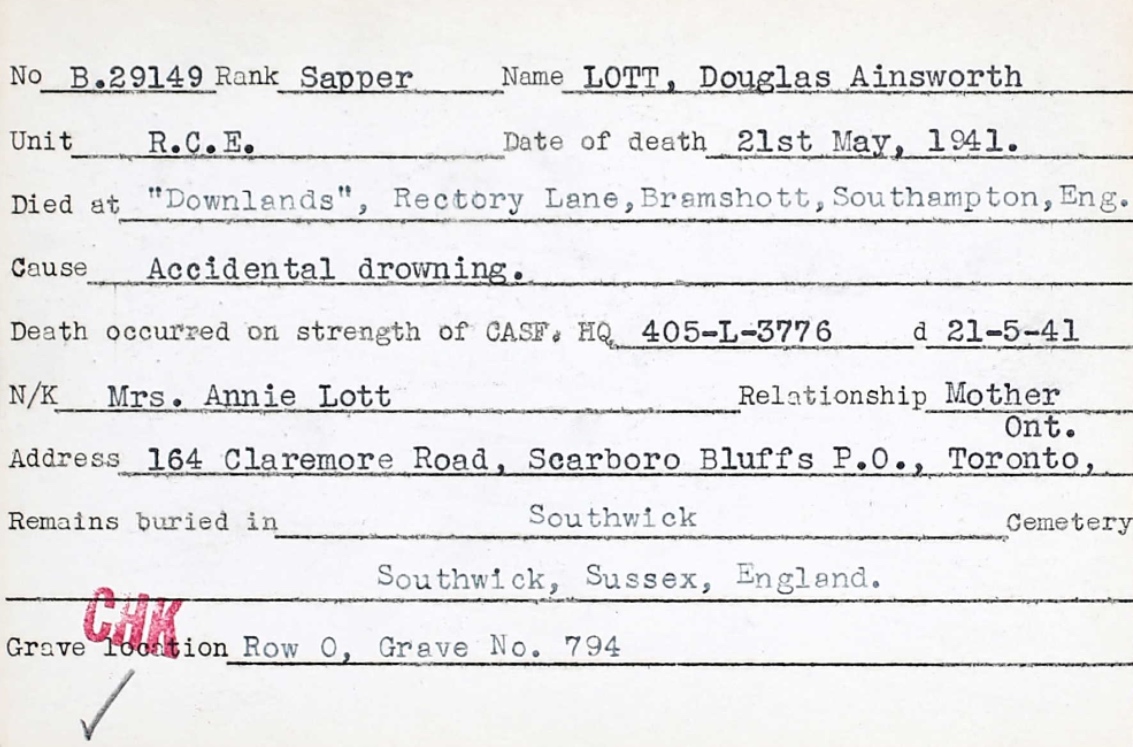 No B.29149 Rank Sapper Name LOTT, Douglas Ainsworth
Unit R.C.E. Date of death 21st May, 1941.
Died at "Downlands", Rectory Lane, Bramshott, Southampton, Eng.
Cause Accidental drowning.
Death occurred on strength of CASF. HQ 405-L-3776 d 21-5-41
N/K Mrs. Annie Lott Relationship Mother
Ont.
Address 164 Claremore Road, Scarboro Bluffs P.O., Toronto,
Remains buried in Southwick Cemetery
Southwick, Sussex, England.
CHK
Grave location Row O, Grave No. 794